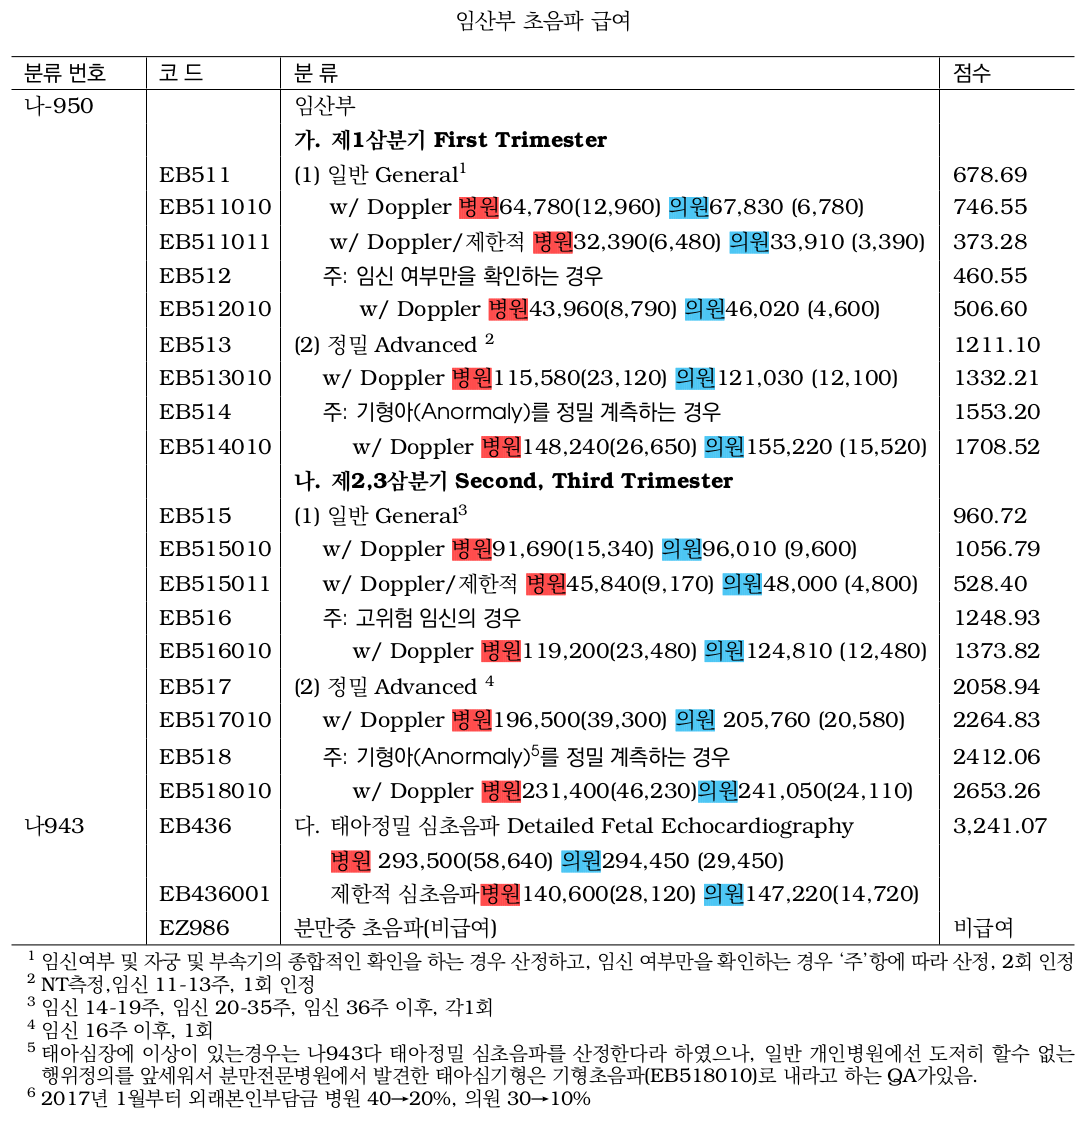 임산부 초음파 급여
분류 번호 코 드 분 류 점수
나-950 임산부
가. 제1삼분기 First Trimester
EB511 (1) 일반 General1 678.69
EB511010 w/ Doppler 병원64,780(12,960) 의원67,830 (6,780) 746.55
EB511011 w/ Doppler/제한적 병원32,390(6,480) 의원33,910 (3,390) 373.28
EB512 주: 임신 여부만을 확인하는 경우 460.55
EB512010 w/ Doppler 병원43,960(8,790) 의원46,020 (4,600) 506.60
EB513 (2) 정밀 Advanced 2 1211.10
EB513010 w/ Doppler 병원115,580(23,120) 의원121,030 (12,100) 1332.21
EB514 주: 기형아(Anormaly)를 정밀 계측하는 경우 1553.20
EB514010 w/ Doppler 병원148,240(26,650) 의원155,220 (15,520) 1708.52
나. 제2,3삼분기 Second, Third Trimester
EB515 (1) 일반 General3 960.72
EB515010 w/ Doppler 병원91,690(15,340) 의원96,010 (9,600) 1056.79
EB515011 w/ Doppler/제한적 병원45,840(9,170) 의원48,000 (4,800) 528.40
EB516 주: 고위험 임신의 경우 1248.93
EB516010 w/ Doppler 병원119,200(23,480) 의원124,810 (12,480) 1373.82
EB517 (2) 정밀 Advanced 4 2058.94
EB517010 w/ Doppler 병원196,500(39,300) 의원 205,760 (20,580) 2264.83
EB518 주: 기형아(Anormaly)5를 정밀 계측하는 경우 2412.06
EB518010 w/ Doppler 병원231,400(46,230)의원241,050(24,110) 2653.26
나943 EB436 다. 태아정밀 심초음파 Detailed Fetal Echocardiography 3,241.07
병원 293,500(58,640) 의원294,450 (29,450)
EB436001 제한적 심초음파병원140,600(28,120) 의원147,220(14,720)
EZ986 분만중 초음파(비급여) 비급여
1 임신여부 및 자궁 및 부속기의 종합적인 확인을 하는 경우 산정하고, 임신 여부만을 확인하는 경우 ‘주’항에 따라 산정, 2회 인정
2 NT측정,임신 11-13주, 1회 인정
3 임신 14-19주, 임신 20-35주, 임신 36주 이후, 각1회
4 임신 16주 이후, 1회
5 태아심장에 이상이 있는경우는 나943다 태아정밀 심초음파를 산정한다라 하였으나, 일반 개인병원에선 도저히 할수 없는
행위정의를 앞세워서 분만전문병원에서 발견한 태아심기형은 기형초음파(EB518010)로 내라고 하는 QA가있음.
6 2017년 1월부터 외래본인부담금 병원 40→20%, 의원 30→10%